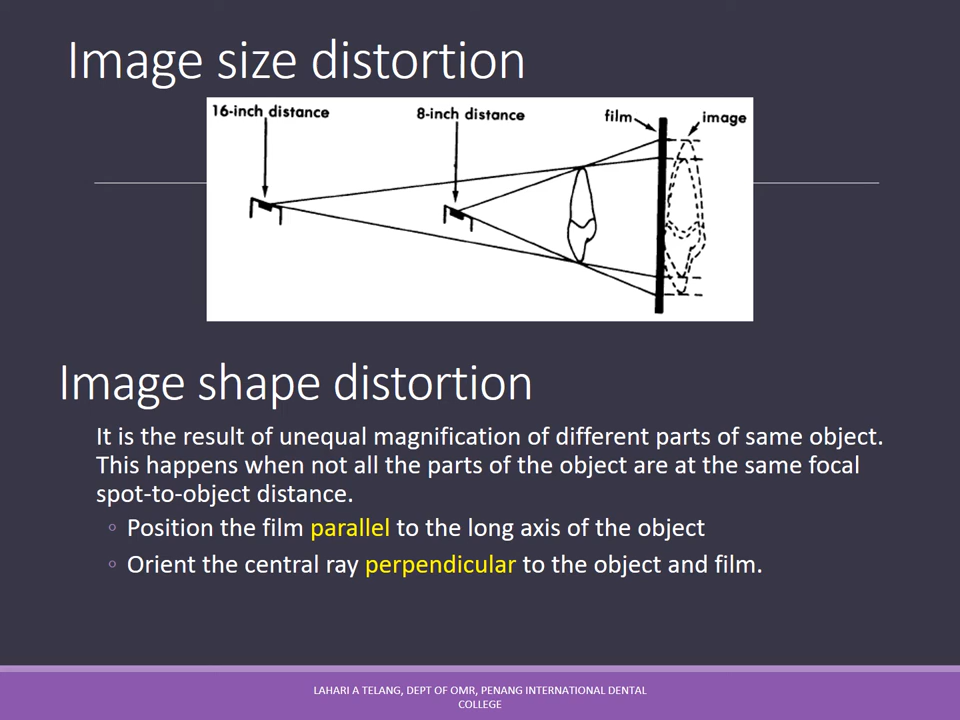 Image size distortion
16-inch distance
8-inch distance
film
image
Image shape distortion
It is the result of unequal magnification of different parts of same object.
This happens when not all the parts of the object are at the same focal
spot-to-object distance.
◦ Position the film parallel to the long axis of the object
◦ Orient the central ray perpendicular to the object and film.
LAHARI A TELANG, DEPT OF OMR, PENANG INTERNATIONAL DENTAL
COLLEGE